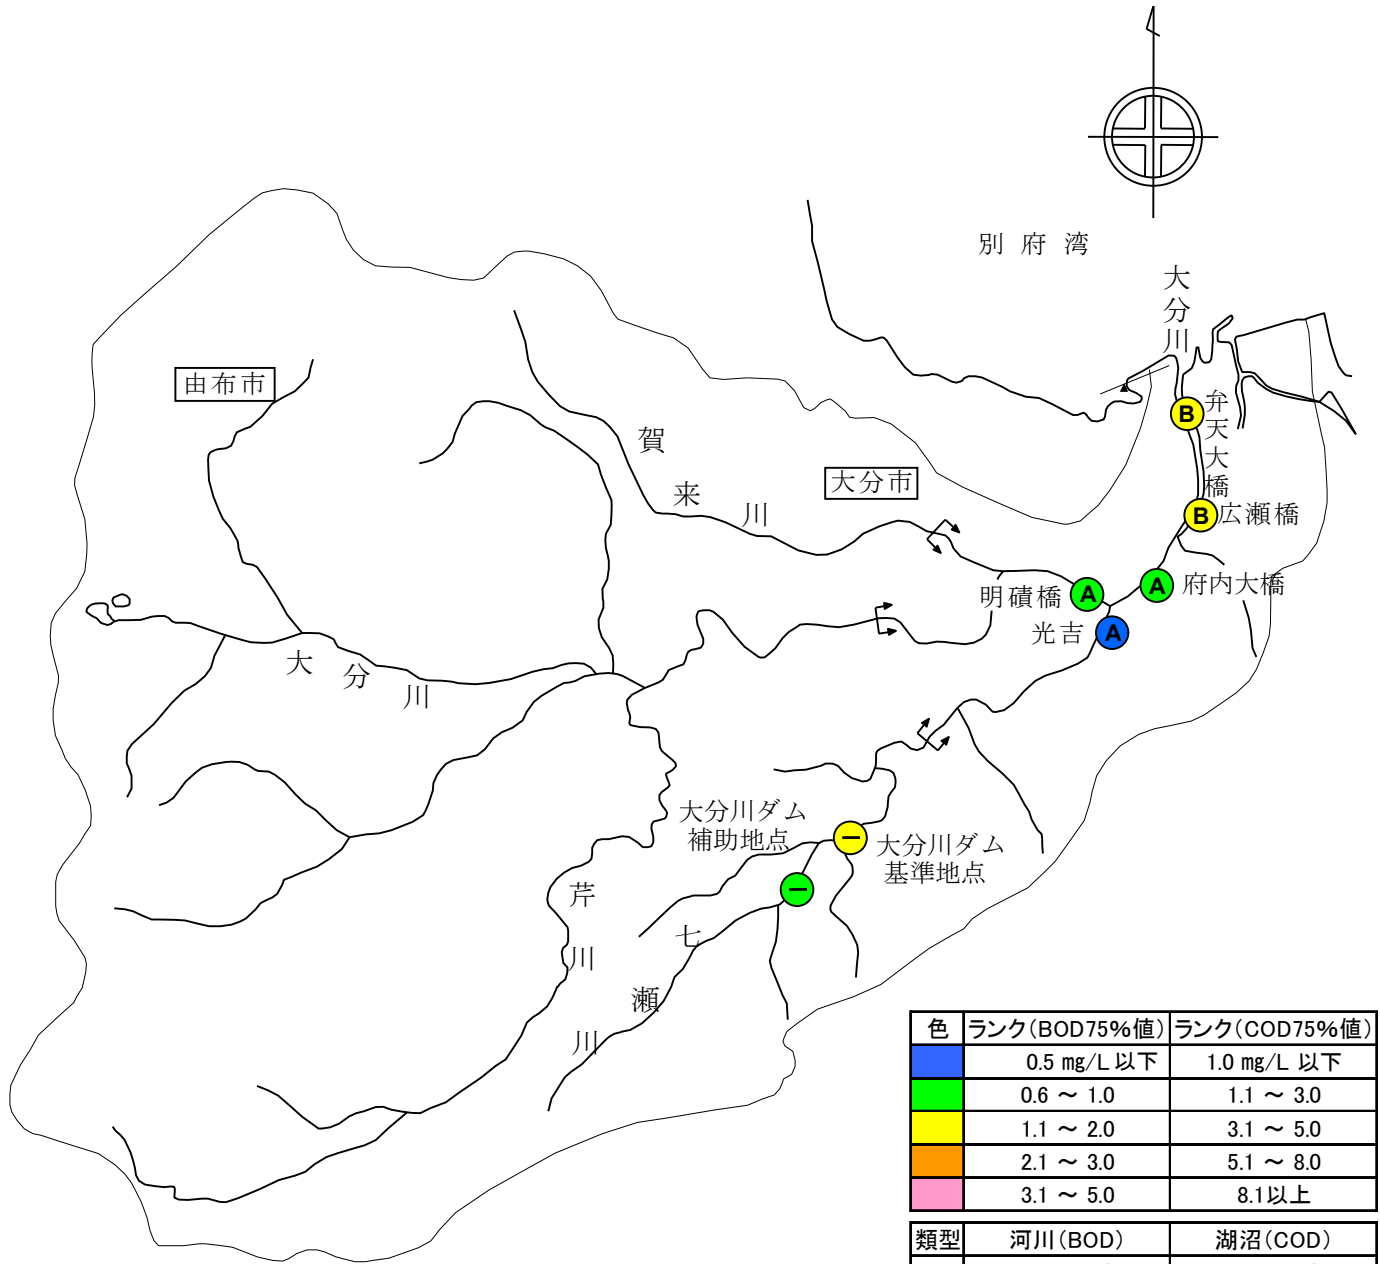 別府湾
大分川
由布市
弁天大橋
B
賀来川
大分市
B
広瀬橋
明磧橋
A
A
府内大橋
光吉
A
大分川
大分川ダム
補助地点
ー
大分川ダム
基準地点
ー
芹川
七瀬川
色 ランク(BOD75%値) ランク(COD75%値)
0.5 ㎎/L 以下 1.0 ㎎/L 以下
0.6 ～ 1.0 1.1 ～ 3.0
1.1 ～ 2.0 3.1 ～ 5.0
2.1 ～ 3.0 5.1 ～ 8.0
3.1 ～ 5.0 8.1以上
類型 河川(BOD) 湖沼(COD)